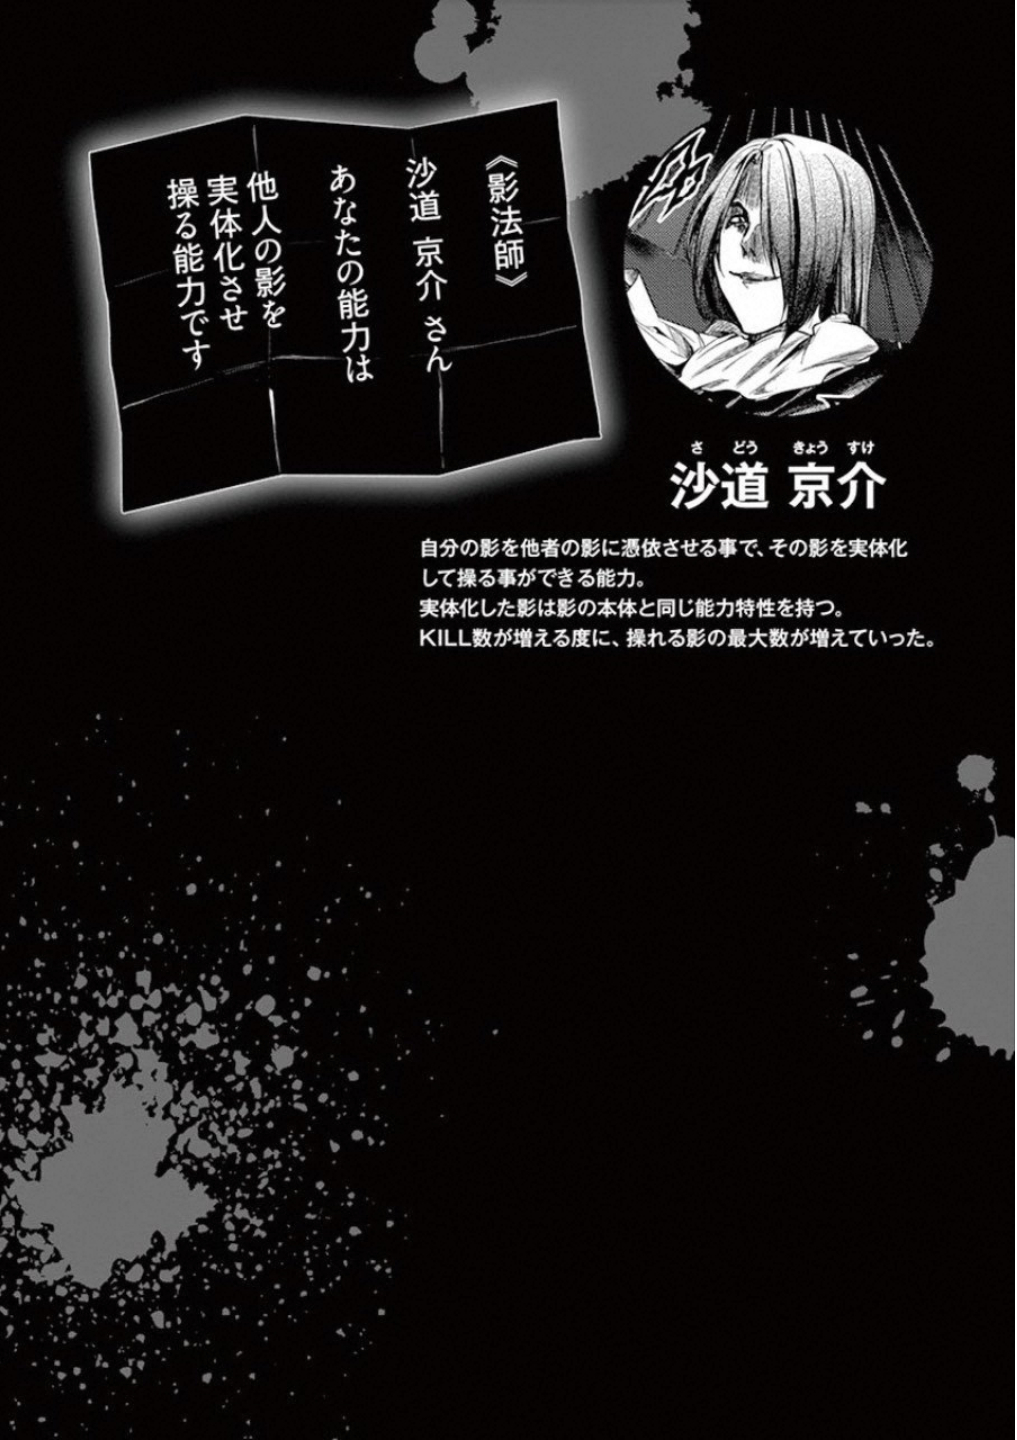 《影法師》
沙道 京介 さん
あなたの能力は
他人の影を
実体化させ
操る能力です
さ どう きょう すけ
沙道 京介
自分の影を他者の影に憑依させる事で、その影を実体化
して操る事ができる能力。
実体化した影は影の本体と同じ能力特性を持つ。
KILL数が増える度に、操れる影の最大数が増えていった。